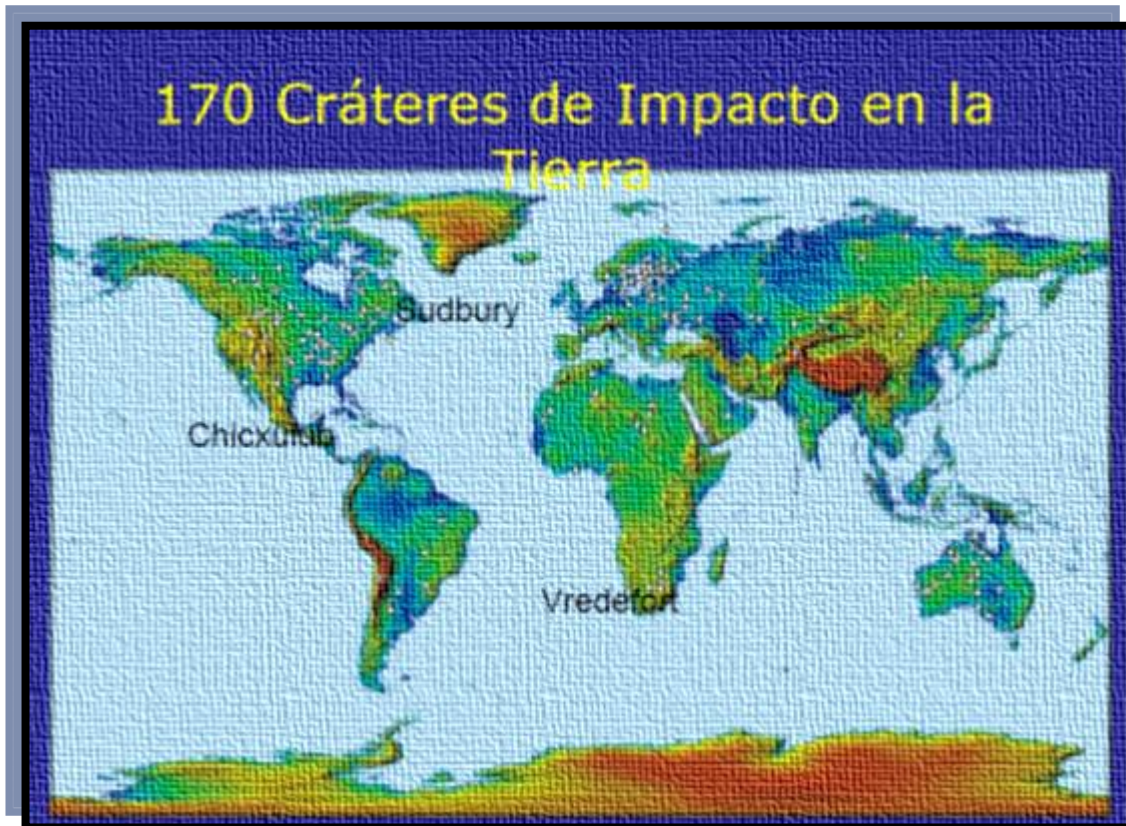 170 Cráteres de Impacto en la
Tierra
Sudbury
Chicxulub
Vredefort